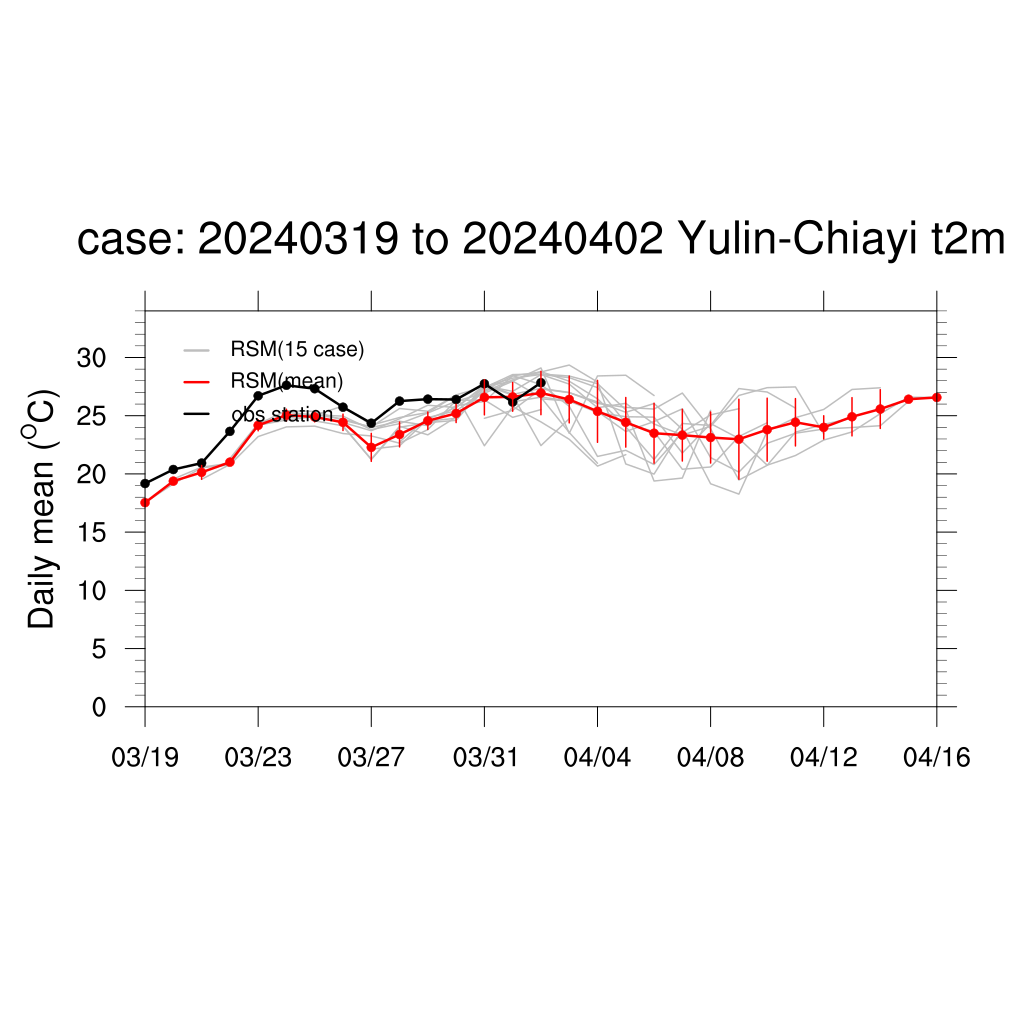 case: 20240319 to 20240402 Yulin-Chiayi t2m
RSM(15 case)
RSM(mean)
obs station
Daily mean (°C)
30
25
20
15
10
5
0
03/19 03/23 03/27 03/31 04/04 04/08 04/12 04/16